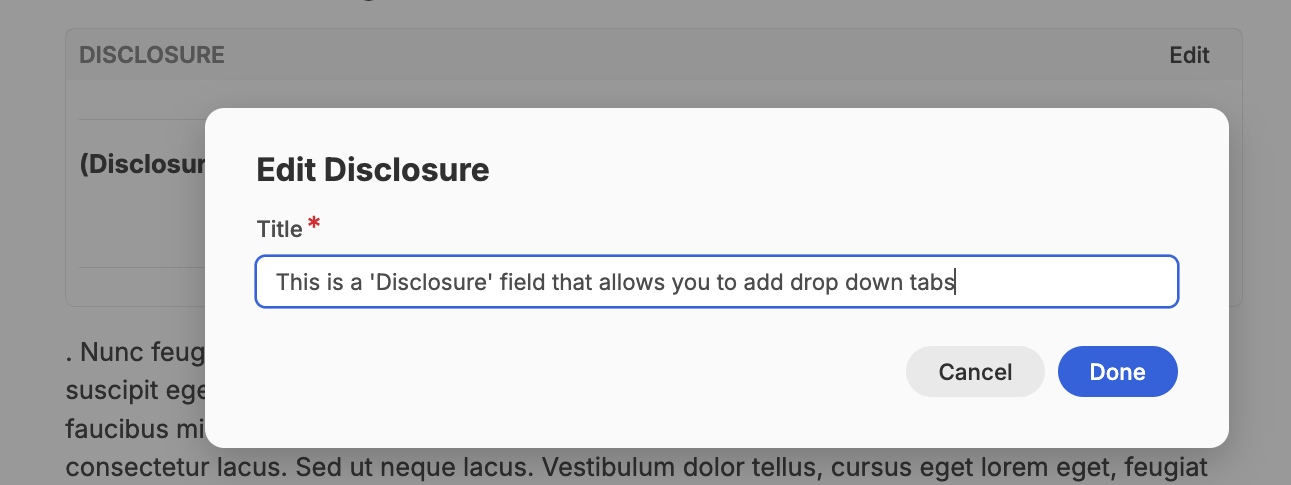 DISCLOSURE
Edit
(Disclosur
Edit Disclosure
Title *
This is a 'Disclosure' field that allows you to add drop down tabs
Cancel
Done
. Nunc feug
suscipit ege
faucibus mi
consectetur lacus. Sed ut neque lacus. Vestibulum dolor tellus, cursus eget lorem eget, feugiat